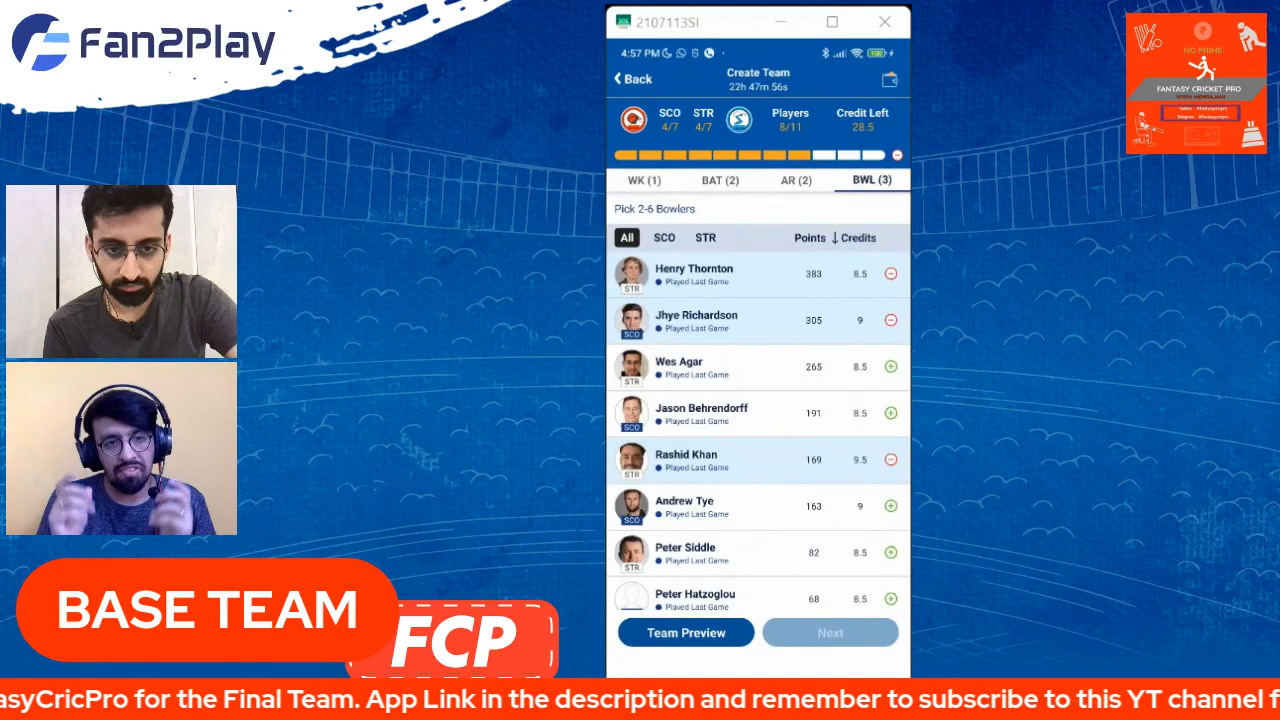 Fan2Play
2107113SI
4:57 PM
Back
Create Team
22h 47m 56s
SCO STR Players Credit Left
4/7 4/7 8/11 28.5
WK (1) BAT (2) AR (2) BWL (3)
Pick 2-6 Bowlers
All SCO STR Points Credits
Henry Thornton 383 8.5
Played Last Game
STR
Jhye Richardson 305 9
Played Last Game
SCO
Wes Agar 265 8.5
Played Last Game
STR
Jason Behrendorff 191 8.5
Played Last Game
SCO
Rashid Khan 169 9.5
Played Last Game
STR
Andrew Tye 163 9
Played Last Game
SCO
Peter Siddle 82 8.5
Played Last Game
STR
Peter Hatzoglou 68 8.5
Played Last Game
Team Preview Next
NO PRIME
FANTASY CRICKET PRO
BASE TEAM
FCP
asyCricPro for the Final Team. App Link in the description and remember to subscribe to this YT channel f